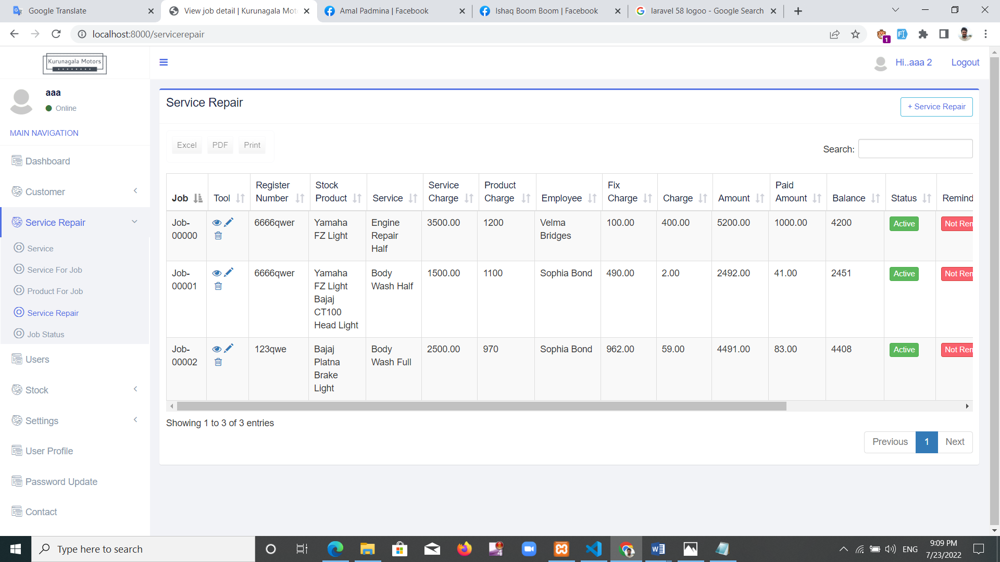 Google Translate
View job detail | Kurunagala Mot
Amal Padmina | Facebook
Ishaq Boom Boom | Facebook
laravel 58 logoo - Google Search
localhost:8000/servicerepair
1
Kurunagala Motors
Hi..aaa 2
Logout
aaa
Online
MAIN NAVIGATION
Dashboard
Customer
Service Repair
Service
Service For Job
Product For Job
Service Repair
Job Status
Users
Stock
Settings
User Profile
Password Update
Contact
Service Repair
+ Service Repair
Excel PDF Print
Search:
Job Tool Register Number Stock Product Service Service Charge Product Charge Employee Fix Charge Charge Amount Paid Amount Balance Status Remind
Job-00000 6666qwer Yamaha FZ Light Engine Repair Half 3500.00 1200 Velma Bridges 100.00 400.00 5200.00 1000.00 4200 Active Not Ren
Job-00001 6666qwer Yamaha FZ Light Bajaj CT100 Head Light Body Wash Half 1500.00 1100 Sophia Bond 490.00 2.00 2492.00 41.00 2451 Active Not Ren
Job-00002 123qwe Bajaj Platna Brake Light Body Wash Full 2500.00 970 Sophia Bond 962.00 59.00 4491.00 83.00 4408 Active Not Ren
Showing 1 to 3 of 3 entries
Previous 1 Next
Type here to search
ENG
9:09 PM
7/23/2022